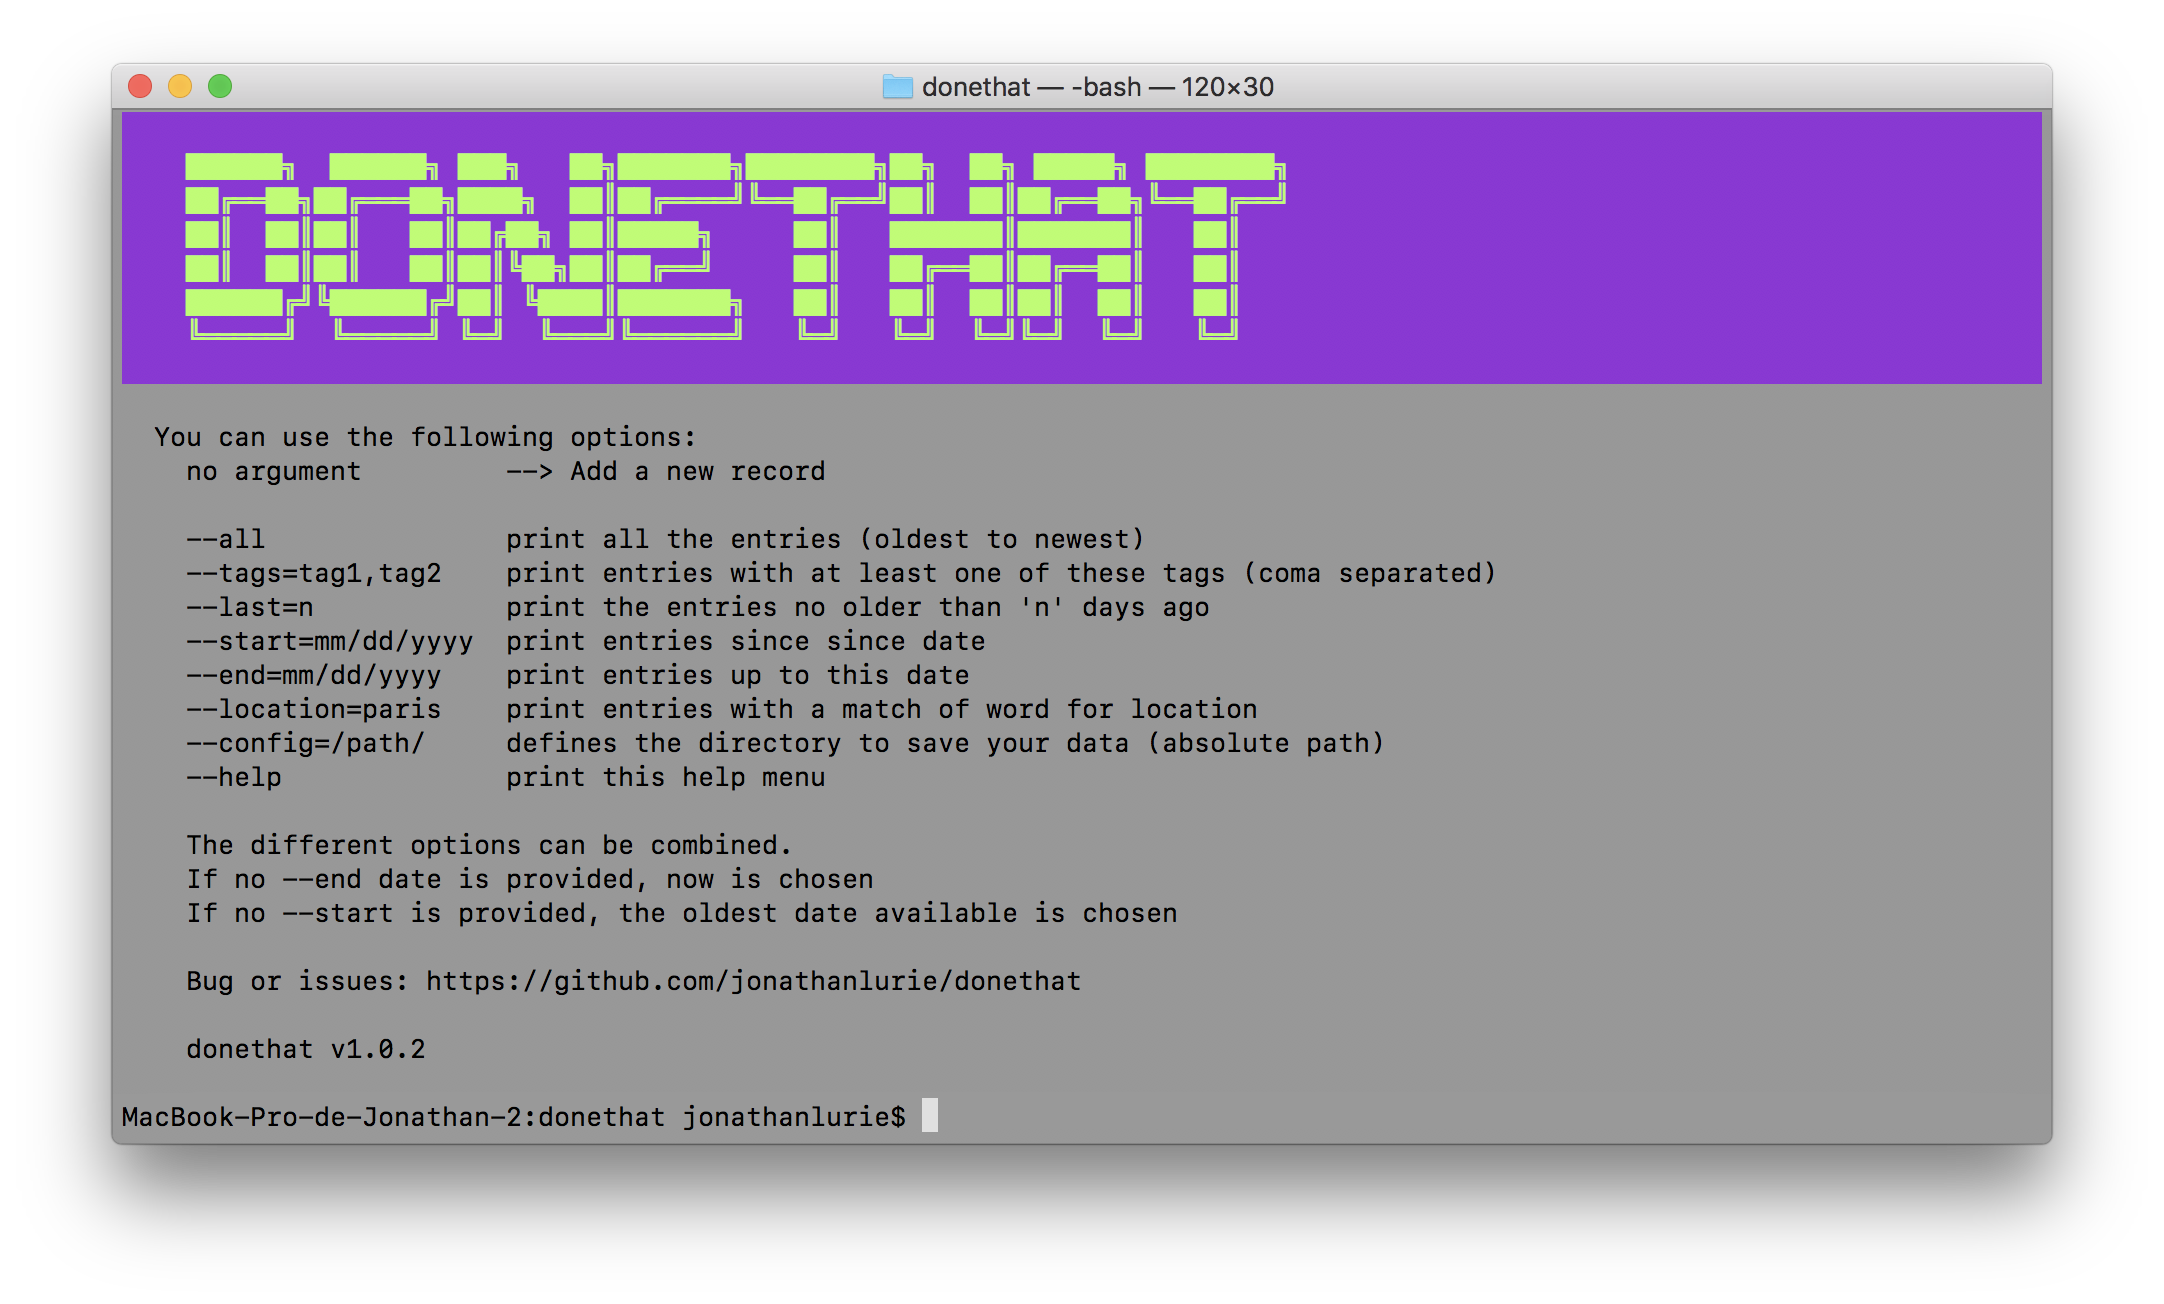 donethat — -bash — 120×30
DONETHAT
You can use the following options:
no argument         --> Add a new record
--all               print all the entries (oldest to newest)
--tags=tag1,tag2    print entries with at least one of these tags (coma separated)
--last=n            print the entries no older than 'n' days ago
--start=mm/dd/yyyy  print entries since since date
--end=mm/dd/yyyy    print entries up to this date
--location=paris    print entries with a match of word for location
--config=/path/     defines the directory to save your data (absolute path)
--help              print this help menu
The different options can be combined.
If no --end date is provided, now is chosen
If no --start is provided, the oldest date available is chosen
Bug or issues: https://github.com/jonathanlurie/donethat
donethat v1.0.2
MacBook-Pro-de-Jonathan-2:donethat jonathanlurie$